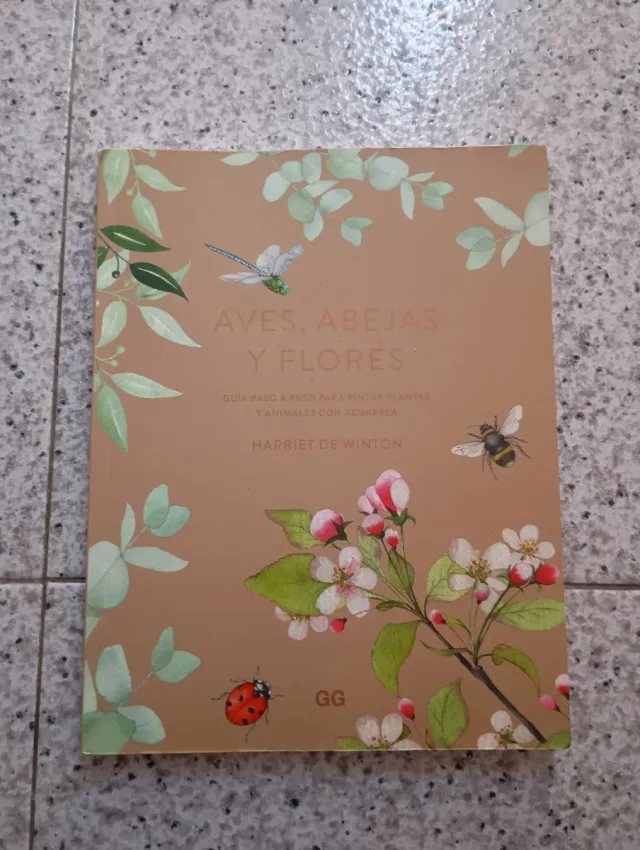 AVES, ABEJAS
Y FLORES
GUÍA PASO A PASO PARA PINTAR PLANTAS
Y ANIMALES CON ACUARELA
HARRIET DE WINTON
GG